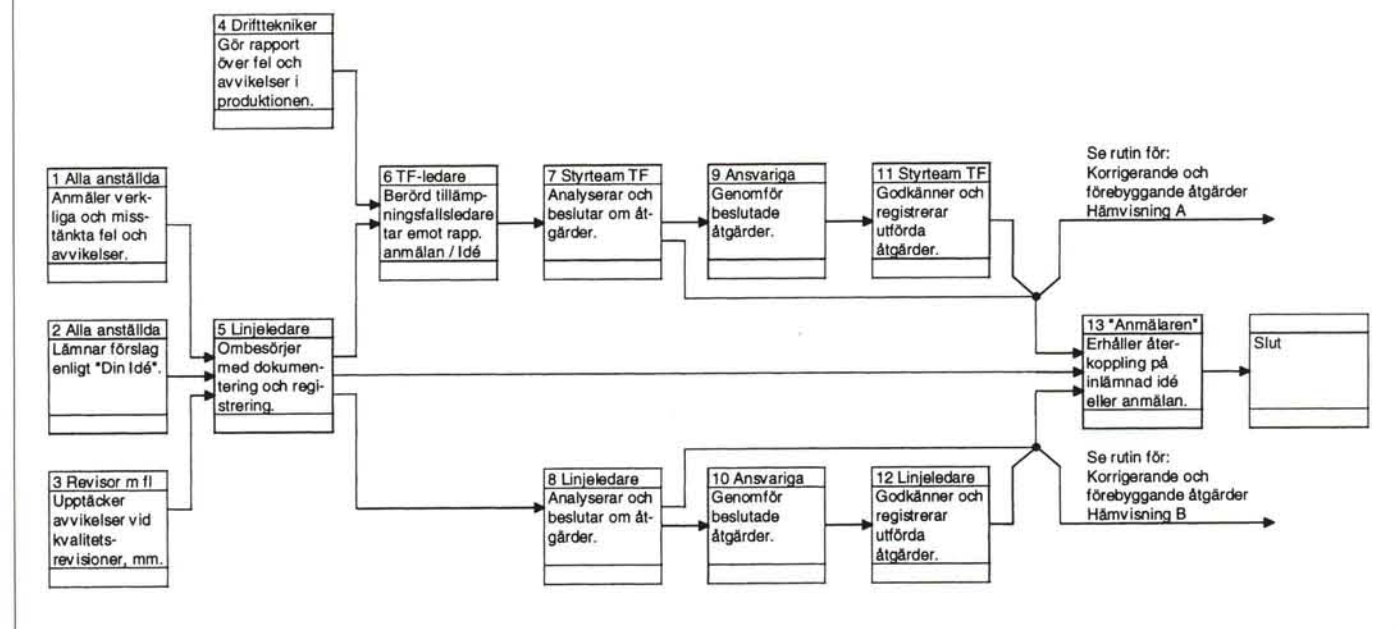 4 Drifttekniker
Gör rapport
över fel och
avvikelser i
produktionen.
1 Alla anställda
Anmäler verk-
liga och miss-
tänkta fel och
avvikelser.
6 TF-ledare
Berörd tillämp-
ningsfallsledare
tar emot rapp.
anmälan / Idé
7 Styrteam TF
Analyserar och
beslutar om åt-
gärder.
9 Ansvariga
Genomför
beslutade
åtgärder.
11 Styrteam TF
Godkänner och
registrerar
utförda
åtgärder.
Se rutin för:
Korrigerande och
förebyggande åtgärder
Hämvisning A
2 Alla anställda
Lämnar förslag
enligt "Din Idé".
5 Linjeledare
Ombesörjer
med dokumen-
tering och regi-
strering.
13 "Anmälaren"
Erhåller åter-
koppling på
inlämnad idé
eller anmälan.
Slut
3 Revisor m fl
Upptäcker
avvikelser vid
kvalitets-
revisioner, mm.
8 Linjeledare
Analyserar och
beslutar om åt-
gärder.
10 Ansvariga
Genomför
beslutade
åtgärder.
12 Linjeledare
Godkänner och
registrerar
utförda
åtgärder.
Se rutin för:
Korrigerande och
förebyggande åtgärder
Hämvisning B